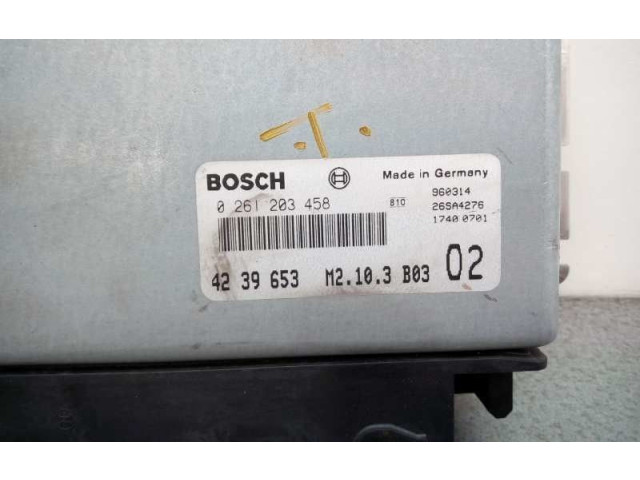 T.
BOSCH Made in Germany
0 261 203 458 810 960314
26SA4276
1740 0701
42 39 653 M2.10.3 B03 02